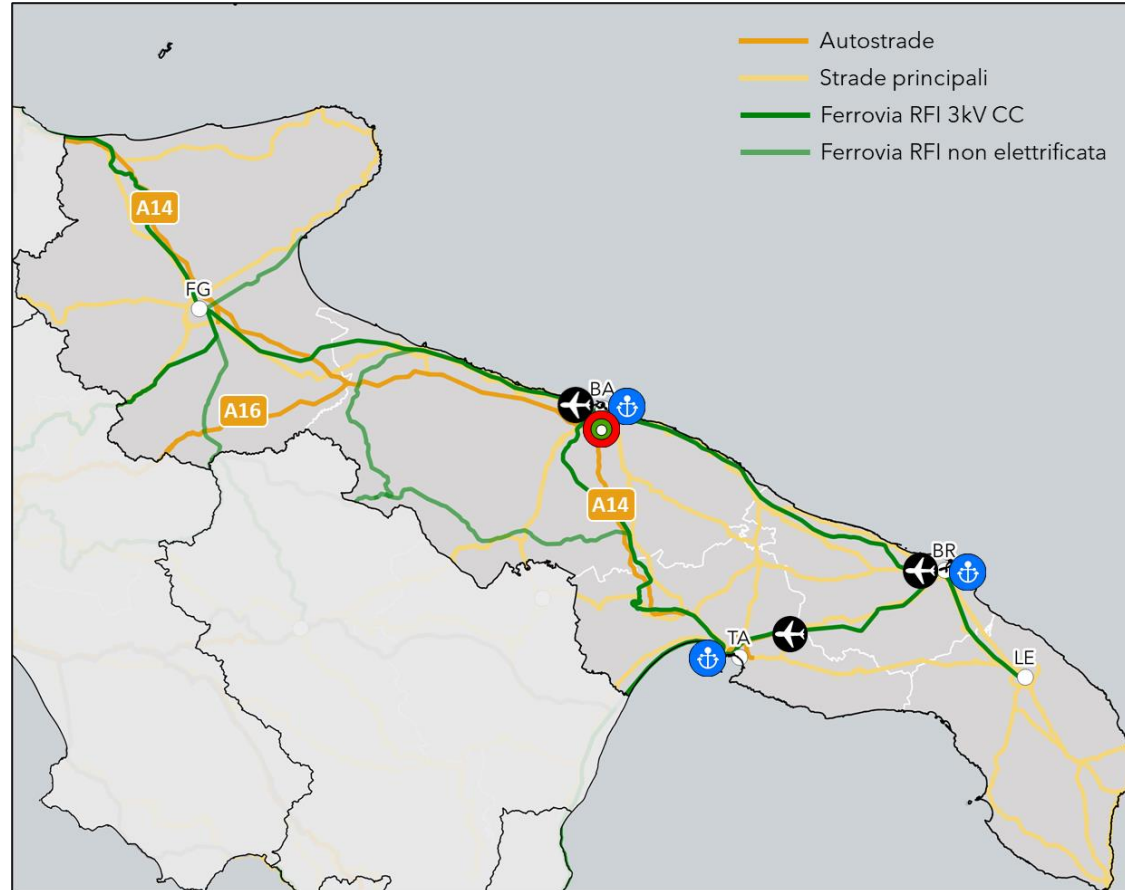 Autostrade
Strade principali
Ferrovia RFI 3kV CC
Ferrovia RFI non elettrificata
A14
FG
A16
BA
A14
BR
TA
LE